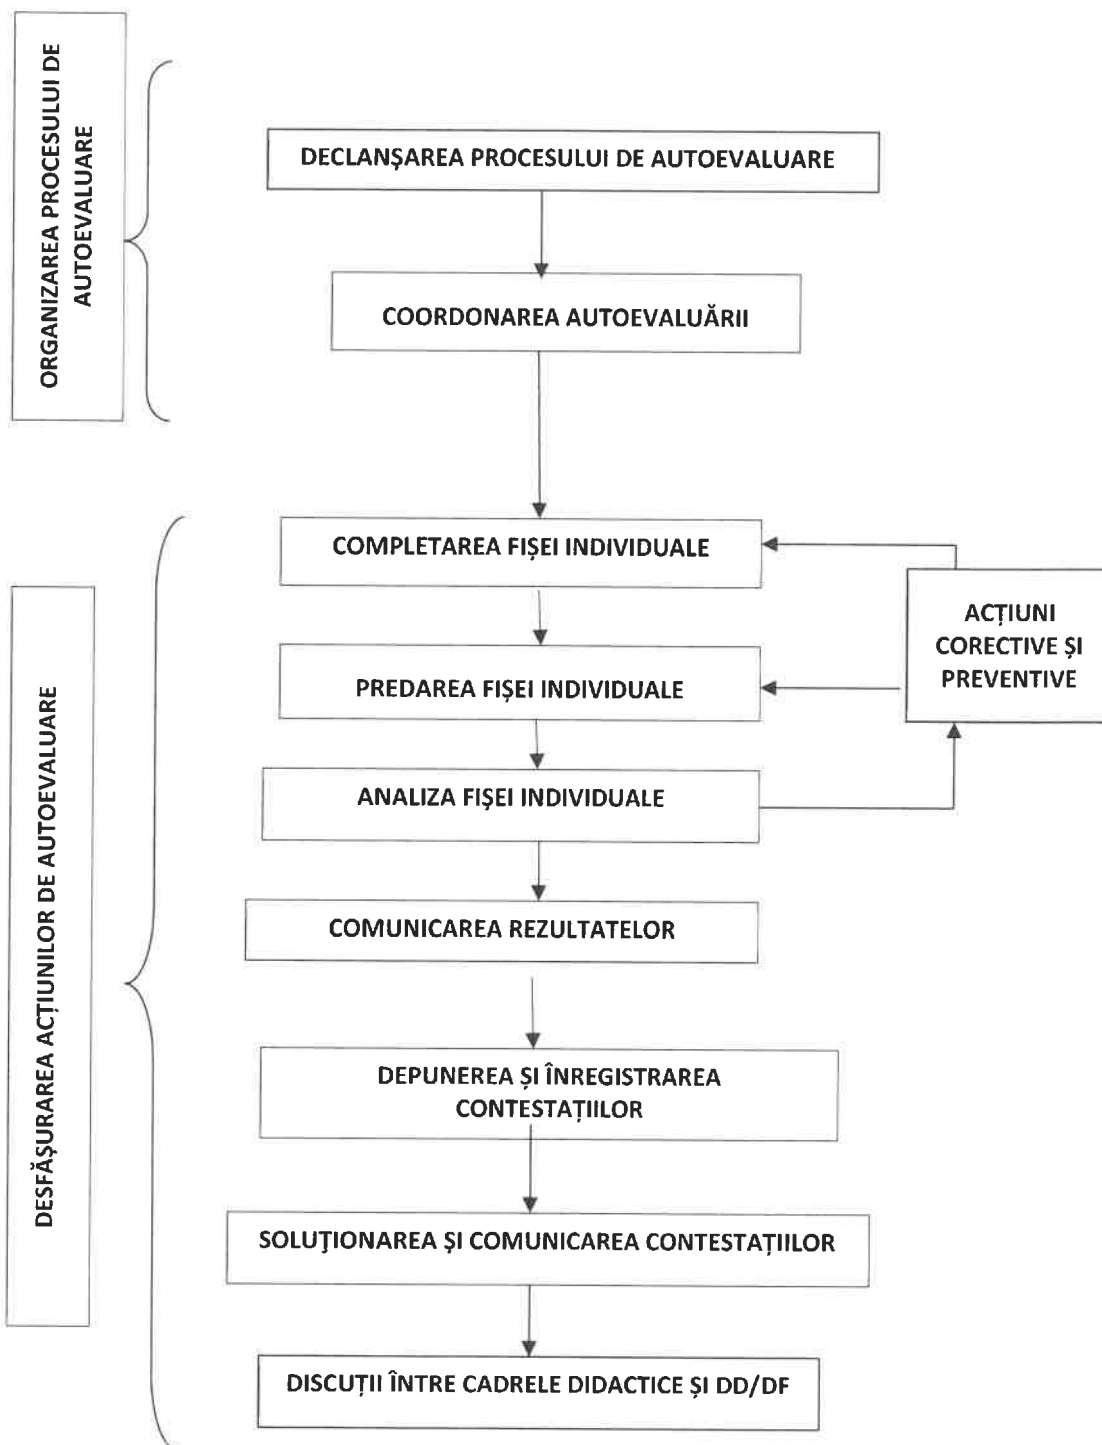 ORGANIZAREA PROCESULUI DE
AUTOEVALUARE
DECLANȘAREA PROCESULUI DE AUTOEVALUARE
COORDONAREA AUTOEVALUĂRII
DESFĂȘURAREA ACȚIUNILOR DE AUTOEVALUARE
COMPLETAREA FIȘEI INDIVIDUALE
ACȚIUNI
CORECTIVE ȘI
PREVENTIVE
PREDAREA FIȘEI INDIVIDUALE
ANALIZA FIȘEI INDIVIDUALE
COMUNICAREA REZULTATELOR
DEPUNEREA ȘI ÎNREGISTRAREA
CONTESTAȚIILOR
SOLUȚIONAREA ȘI COMUNICAREA CONTESTAȚIILOR
DISCUȚII ÎNTRE CADRELE DIDACTICE ȘI DD/DF